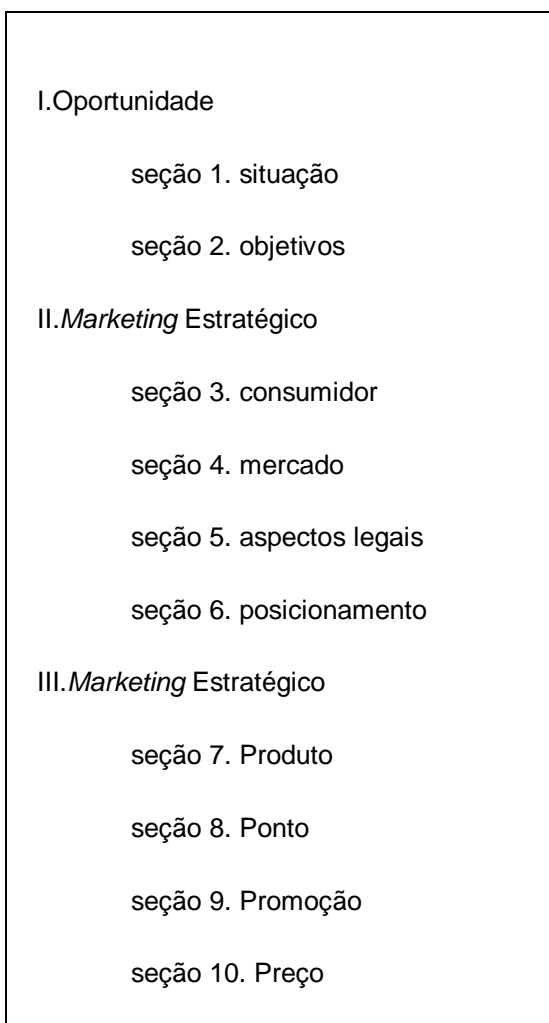 I.Oportunidade
seção 1. situação
seção 2. objetivos
II.Marketing Estratégico
seção 3. consumidor
seção 4. mercado
seção 5. aspectos legais
seção 6. posicionamento
III.Marketing Estratégico
seção 7. Produto
seção 8. Ponto
seção 9. Promoção
seção 10. Preço